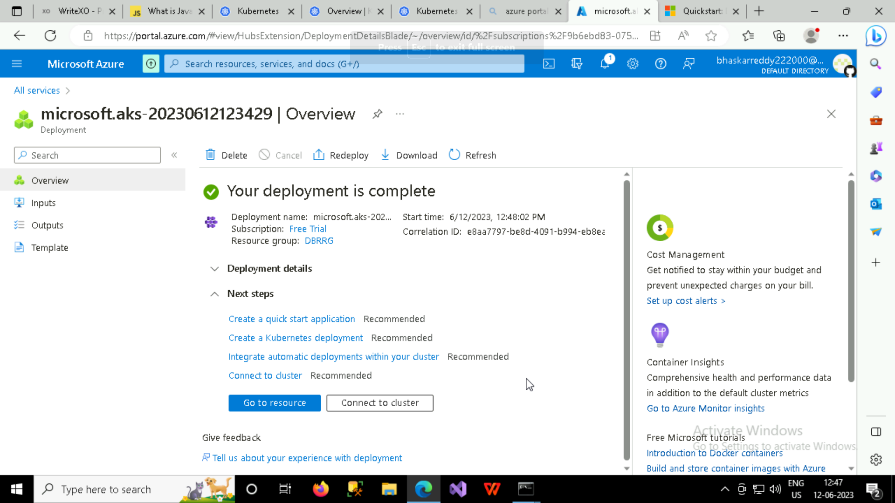 WriteXO - P
What is Java
Kubernetes
Overview | K
Kubernetes
azure portal
microsoft.a
Quickstart:
https://portal.azure.com/#view/HubsExtension/DeploymentDetailsBlade/~/overview/id/%2Fsubscriptions%2F9b6ebd83-075...
Press Esc to exit full screen
Microsoft Azure
Search resources, services, and docs (G+/)
1
bhaskarreddy222000@...
DEFAULT DIRECTORY
All services
microsoft.aks-20230612123429 | Overview
Deployment
Search
Delete
Cancel
Redeploy
Download
Refresh
Overview
Inputs
Outputs
Template
Your deployment is complete
Deployment name: microsoft.aks-202...
Subscription: Free Trial
Resource group: DBRRG
Start time: 6/12/2023, 12:48:02 PM
Correlation ID: e8aa7797-be8d-4091-b994-eb8ea
Deployment details
Next steps
Create a quick start application Recommended
Create a Kubernetes deployment Recommended
Integrate automatic deployments within your cluster Recommended
Connect to cluster Recommended
Go to resource
Connect to cluster
Give feedback
Tell us about your experience with deployment
Cost Management
Get notified to stay within your budget and
prevent unexpected charges on your bill.
Set up cost alerts >
Container Insights
Comprehensive health and performance data
in addition to the default cluster metrics
Go to Azure Monitor insights
Free Microsoft tutorials
Introduction to Docker containers
Build and store container images with Azure
Activate Windows
Go to Settings to activate Windows.
Type here to search
ENG
US
12:47
12-06-2023
2